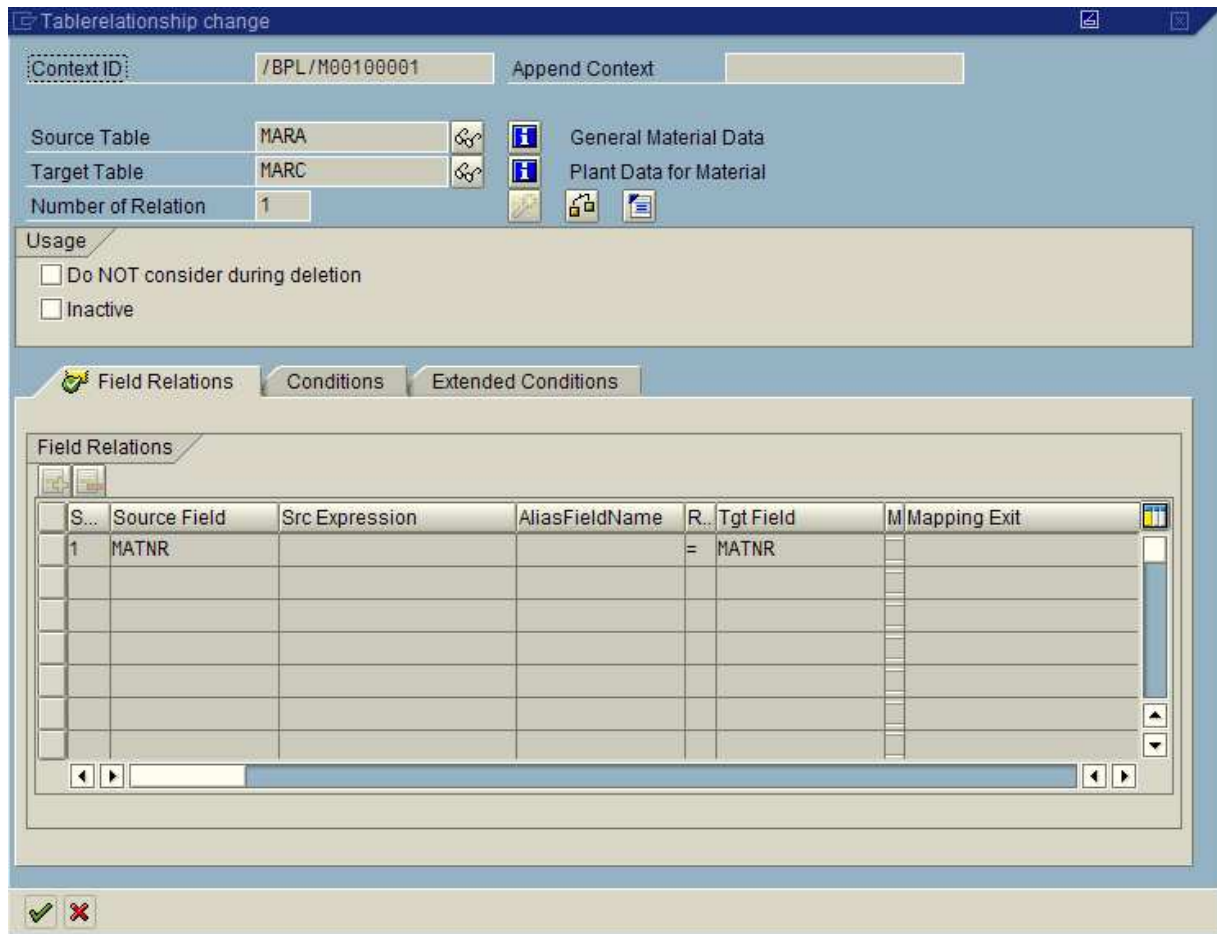 Tablerelationship change
Context ID: /BPL/M00100001 Append Context
Source Table MARA General Material Data
Target Table MARC Plant Data for Material
Number of Relation 1
Usage
Do NOT consider during deletion
Inactive
Field Relations Conditions Extended Conditions
Field Relations
S... Source Field Src Expression AliasFieldName R.. Tgt Field M Mapping Exit
1 MATNR = MATNR